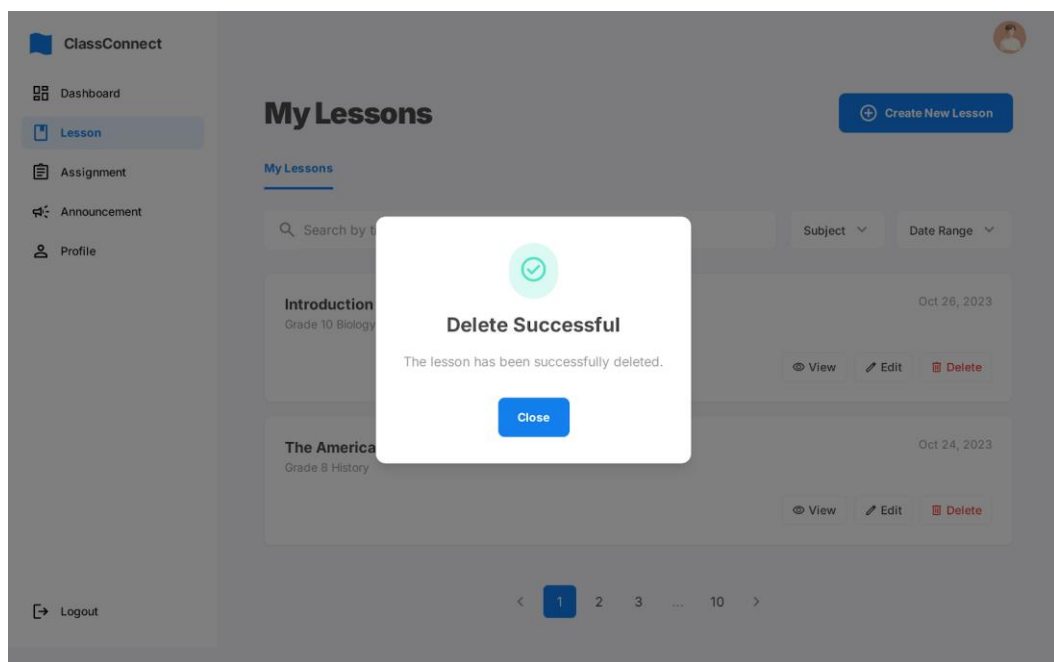 ClassConnect
Dashboard
Lesson
Assignment
Announcement
Profile
Logout
My Lessons
Create New Lesson
My Lessons
Search by
Subject
Date Range
Introduction
Oct 26, 2023
Grade 10 Biology
View Edit Delete
The America
Oct 24, 2023
Grade 8 History
View Edit Delete
Delete Successful
The lesson has been successfully deleted.
Close
1 2 3 ... 10